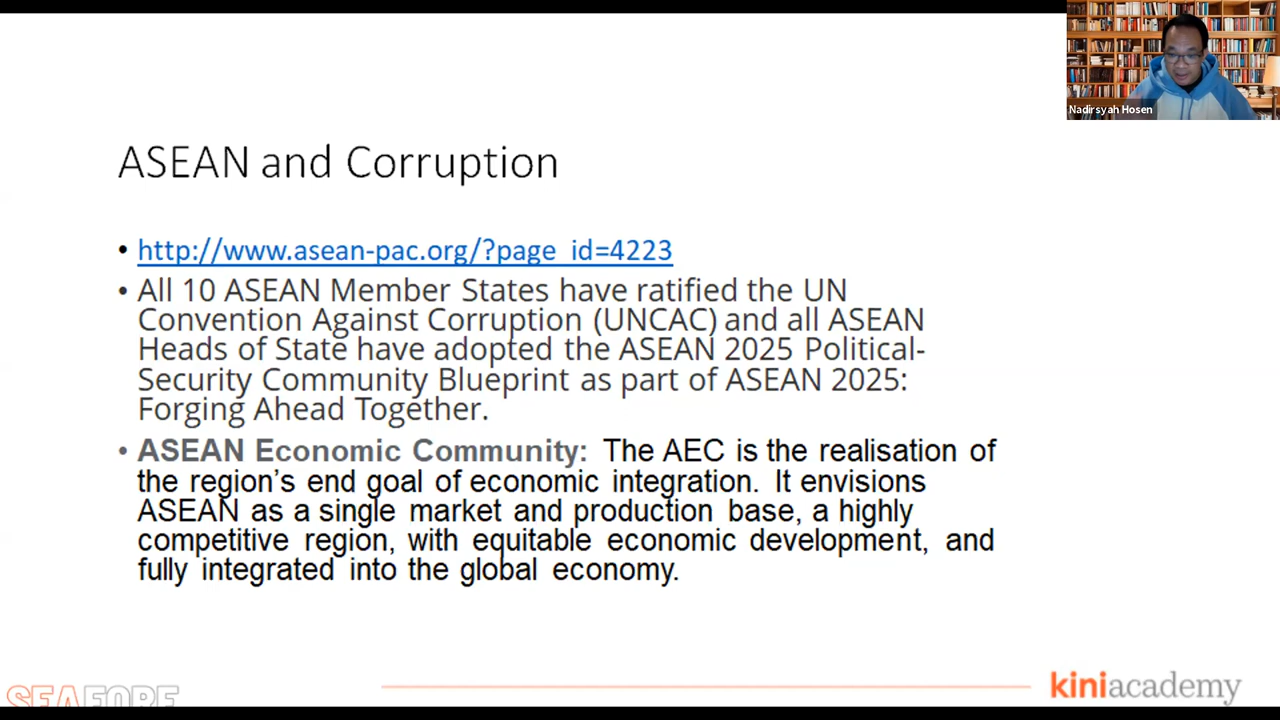 Nadirsyah Hosen
ASEAN and Corruption
• http://www.asean-pac.org/?page_id=4223
• All 10 ASEAN Member States have ratified the UN
Convention Against Corruption (UNCAC) and all ASEAN
Heads of State have adopted the ASEAN 2025 Political-
Security Community Blueprint as part of ASEAN 2025:
Forging Ahead Together.
• ASEAN Economic Community: The AEC is the realisation of
the region's end goal of economic integration. It envisions
ASEAN as a single market and production base, a highly
competitive region, with equitable economic development, and
fully integrated into the global economy.
SEAFORE
kiniacademy